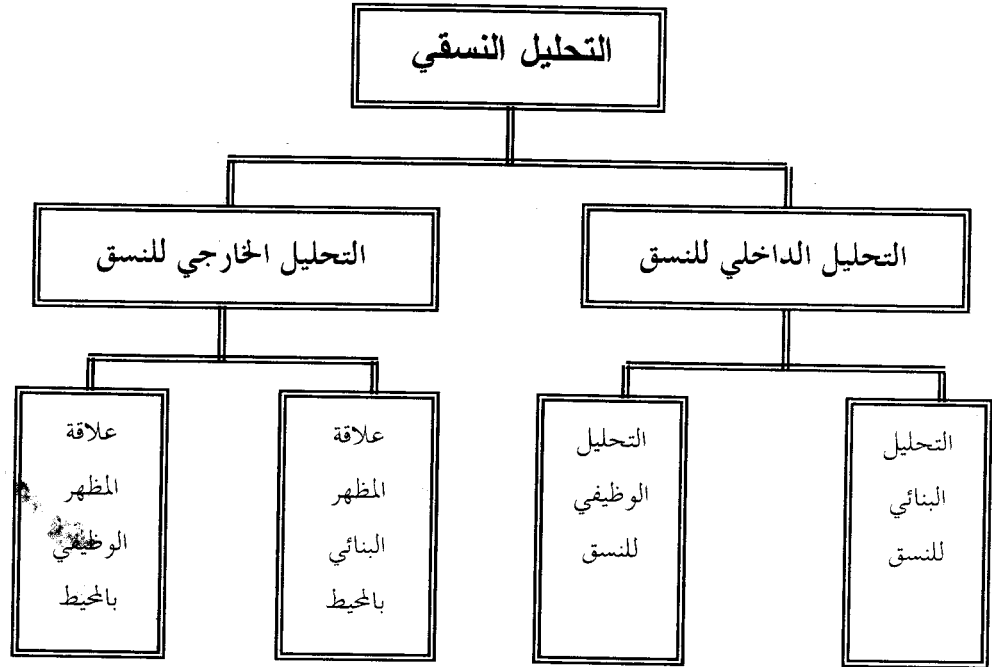 التحليل النسقي
التحليل الداخلي للنسق
التحليل الخارجي للنسق
التحليل
البنائي
للنسق
التحليل
الوظيفي
للنسق
علاقة
المظهر
البنائي
بالمحيط
علاقة
المظهر
الوظيفي
بالمحيط